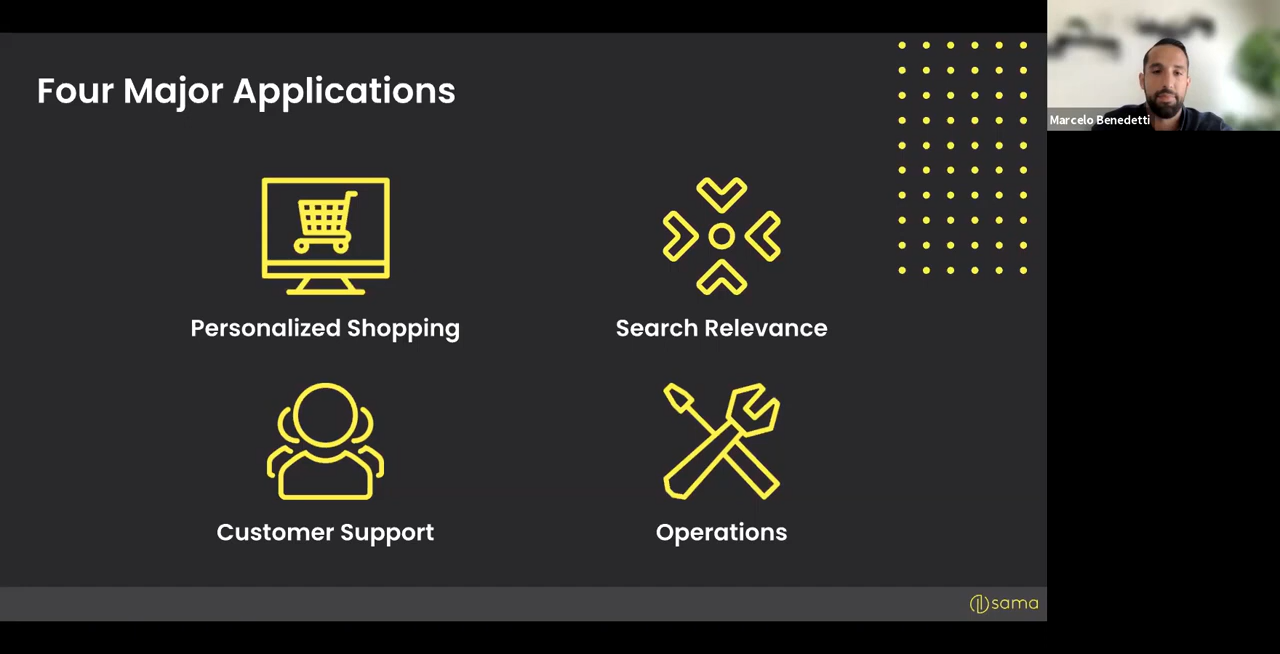 Four Major Applications
Marcelo Benedetti
Personalized Shopping
Search Relevance
Customer Support
Operations
sama